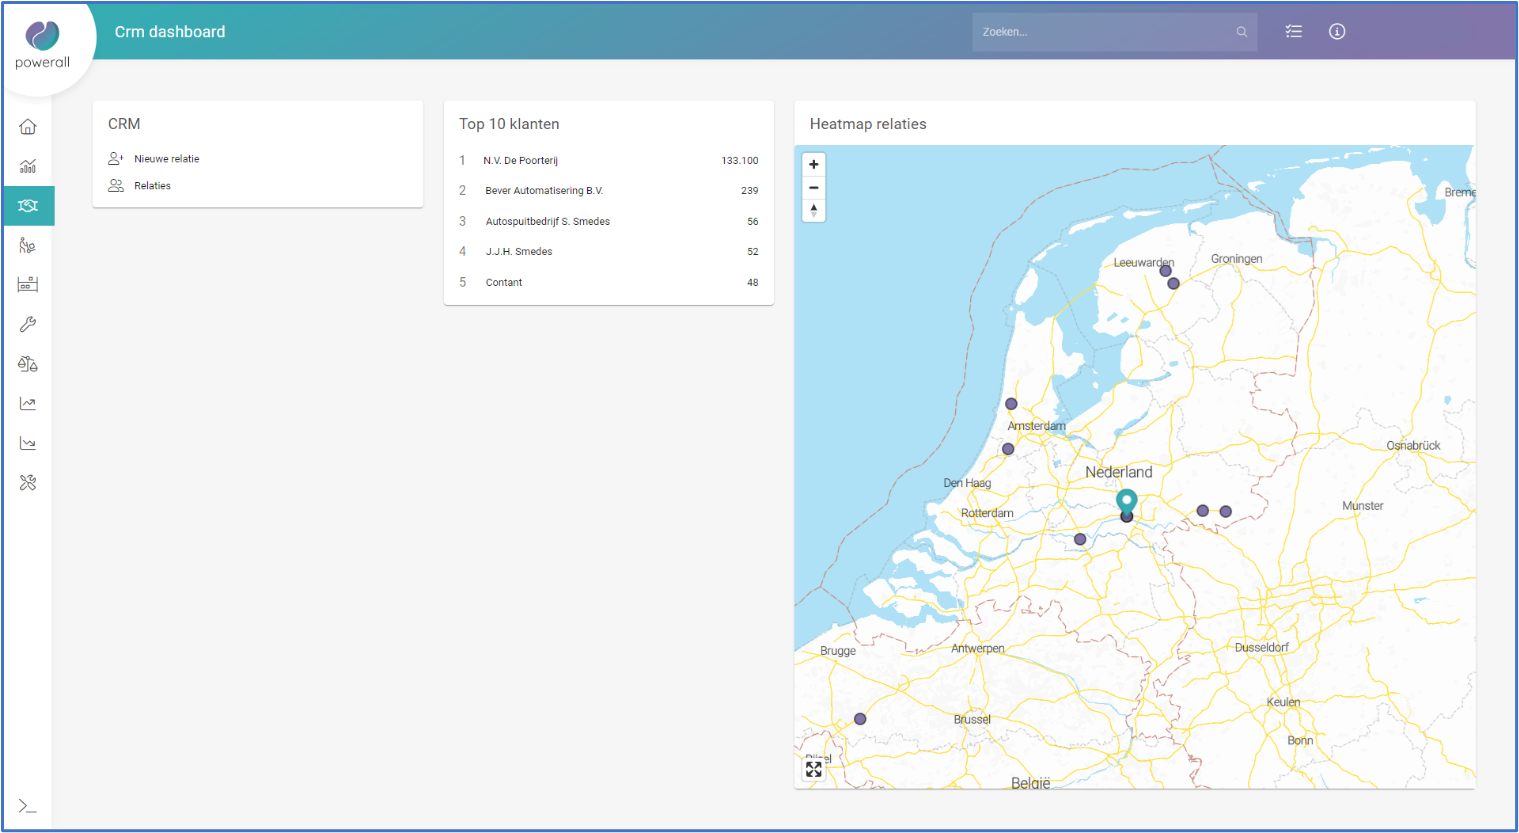 powerall
Crm dashboard
Zoeken...
CRM
Nieuwe relatie
Relaties
Top 10 klanten
1 N.V. De Poorterij 133.100
2 Bever Automatisering B.V. 239
3 Autospuitbedrijf S. Smedes 56
4 J.J.H. Smedes 52
5 Contant 48
Heatmap relaties
Breme
Leeuwarden
Groningen
Amsterdam
Osnabrück
Nederland
Den Haag
Rotterdam
Munster
Brugge
Antwerpen
Dusseldorf
Keulen
Brussel
Bonn
België